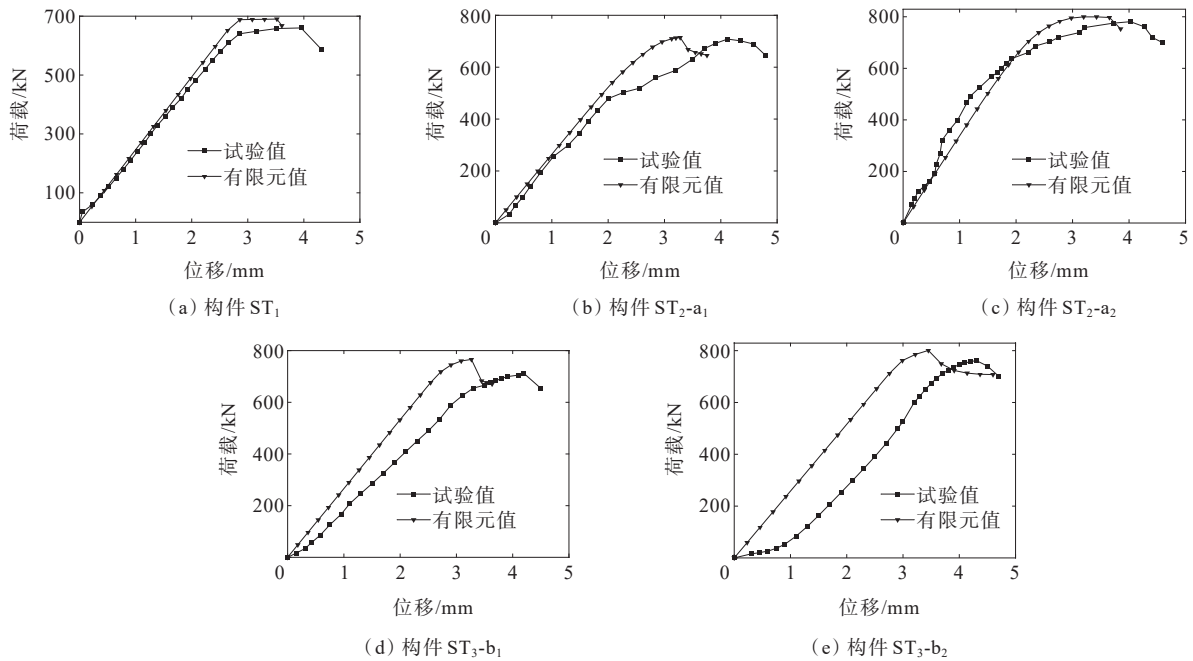 700
500
300
100
荷载/kN
试验值
有限元值
0 1 2 3 4 5
位移/mm
(a) 构件 ST₁
800
600
400
200
荷载/kN
试验值
有限元值
0 1 2 3 4 5
位移/mm
(b) 构件 ST₂-a₁
800
600
400
200
荷载/kN
试验值
有限元值
0 1 2 3 4 5
位移/mm
(c) 构件 ST₂-a₂
800
600
400
200
荷载/kN
试验值
有限元值
0 1 2 3 4 5
位移/mm
(d) 构件 ST₃-b₁
800
600
400
200
荷载/kN
试验值
有限元值
0 1 2 3 4 5
位移/mm
(e) 构件 ST₃-b₂